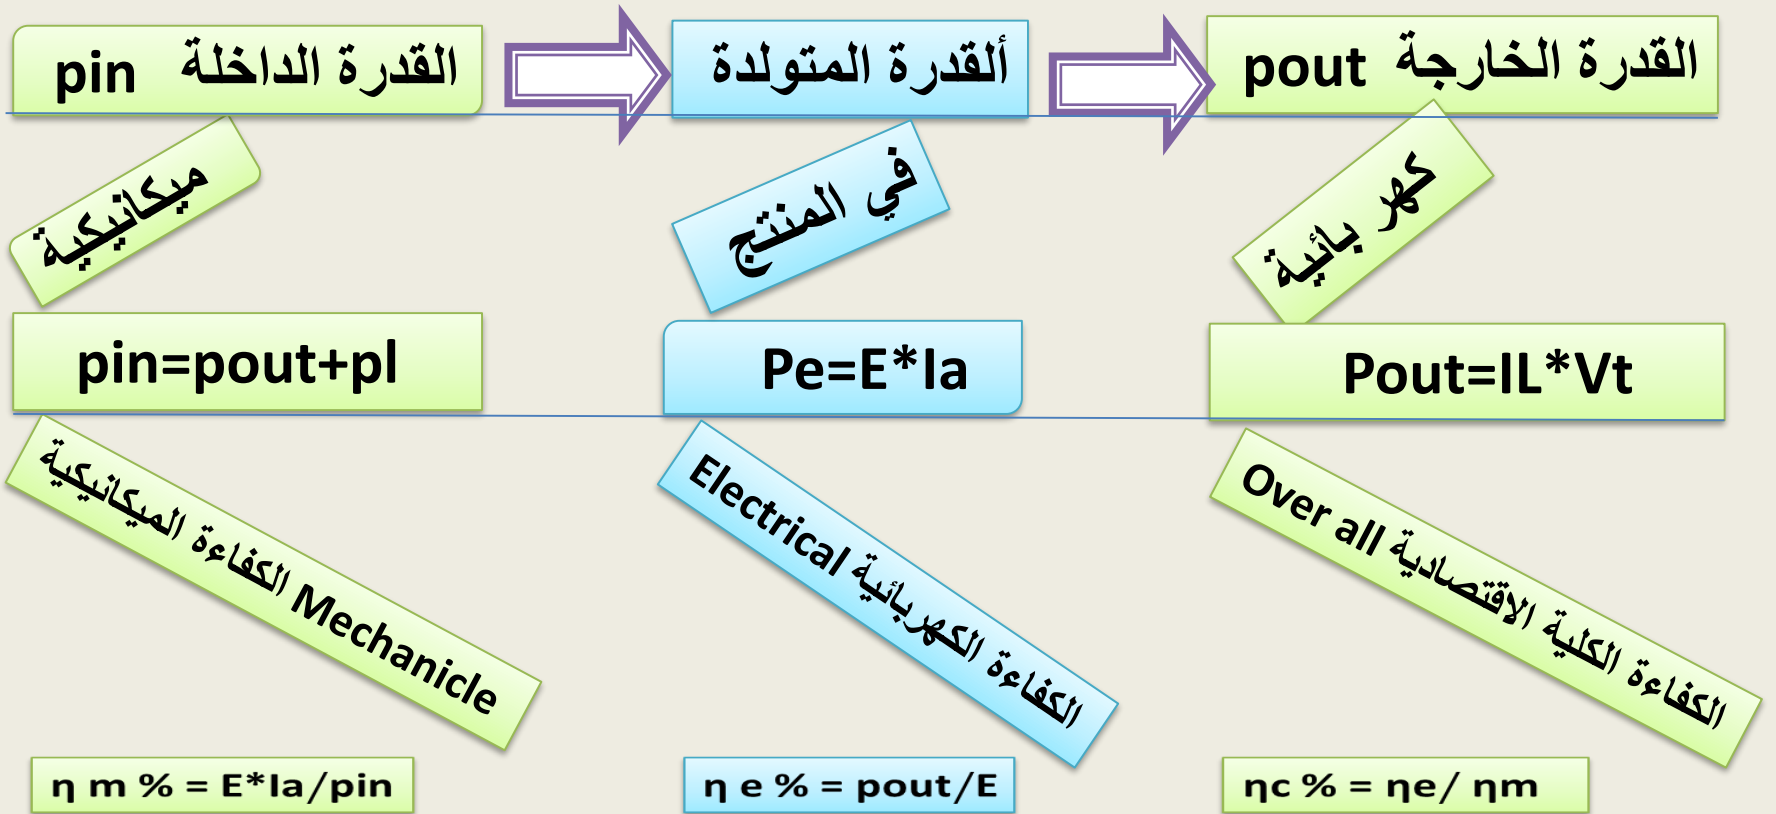 القدرة الداخلة pin
ألقدرة المتولدة
القدرة الخارجة pout
ميكانيكية
في المنتج
كهر بائية
pin=pout+pl
Pe=E*Ia
Pout=IL*Vt
الكفاءة الميكانيكية Mechanicle
الكفاءة الكهربائية Electrical
الكفاءة الكلية الاقتصادية Over all
η m % = E*Ia/pin
η e % = pout/E
ηc % = ηe/ ηm